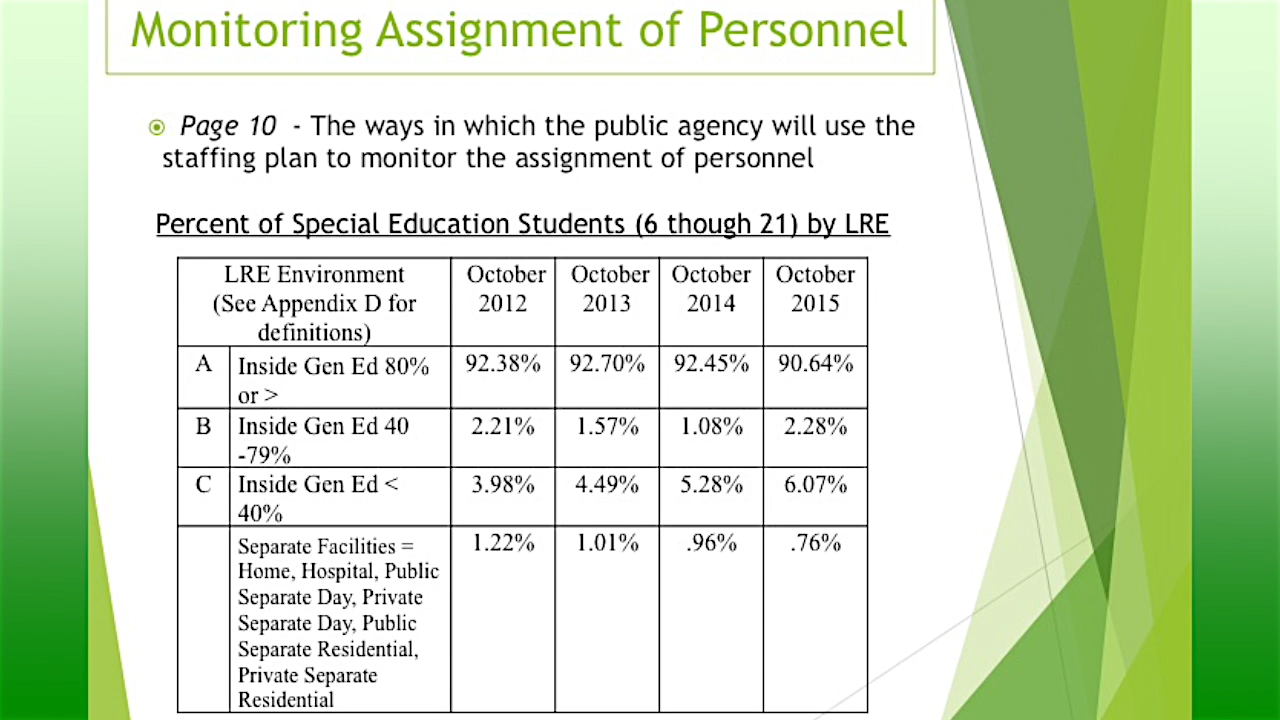 Monitoring Assignment of Personnel
Page 10 - The ways in which the public agency will use the
staffing plan to monitor the assignment of personnel
Percent of Special Education Students (6 though 21) by LRE
LRE Environment
(See Appendix D for
definitions)
October
2012
October
2013
October
2014
October
2015
A
Inside Gen Ed 80%
or >
92.38%
92.70%
92.45%
90.64%
B
Inside Gen Ed 40
-79%
2.21%
1.57%
1.08%
2.28%
C
Inside Gen Ed <
40%
3.98%
4.49%
5.28%
6.07%
Separate Facilities =
Home, Hospital, Public
Separate Day, Private
Separate Day, Public
Separate Residential,
Private Separate
Residential
1.22%
1.01%
.96%
.76%